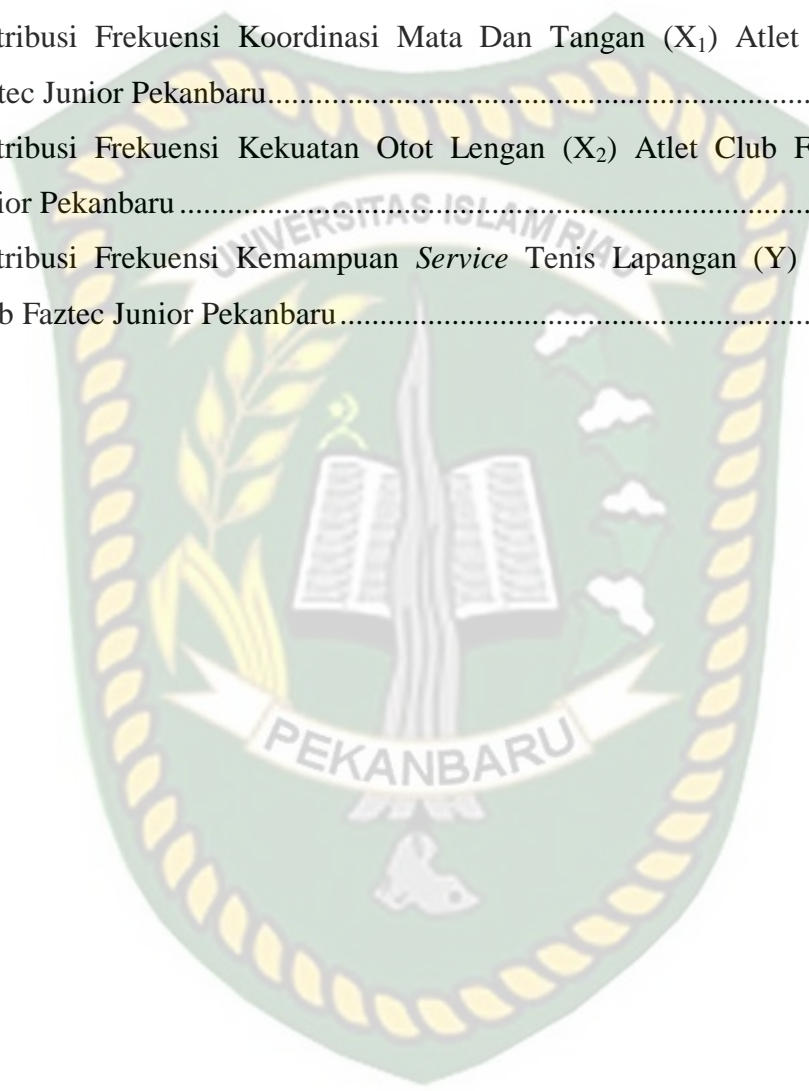 tribusi Frekuensi Koordinasi Mata Dan Tangan (X₁) Atlet
tec Junior Pekanbaru....................................................................................
tribusi Frekuensi Kekuatan Otot Lengan (X₂) Atlet Club F
ior Pekanbaru....................................................................................
UNIVERSITAS ISLAM RIAU
tribusi Frekuensi Kemampuan Service Tenis Lapangan (Y)
b Faztec Junior Pekanbaru....................................................................................
PEKANBARU